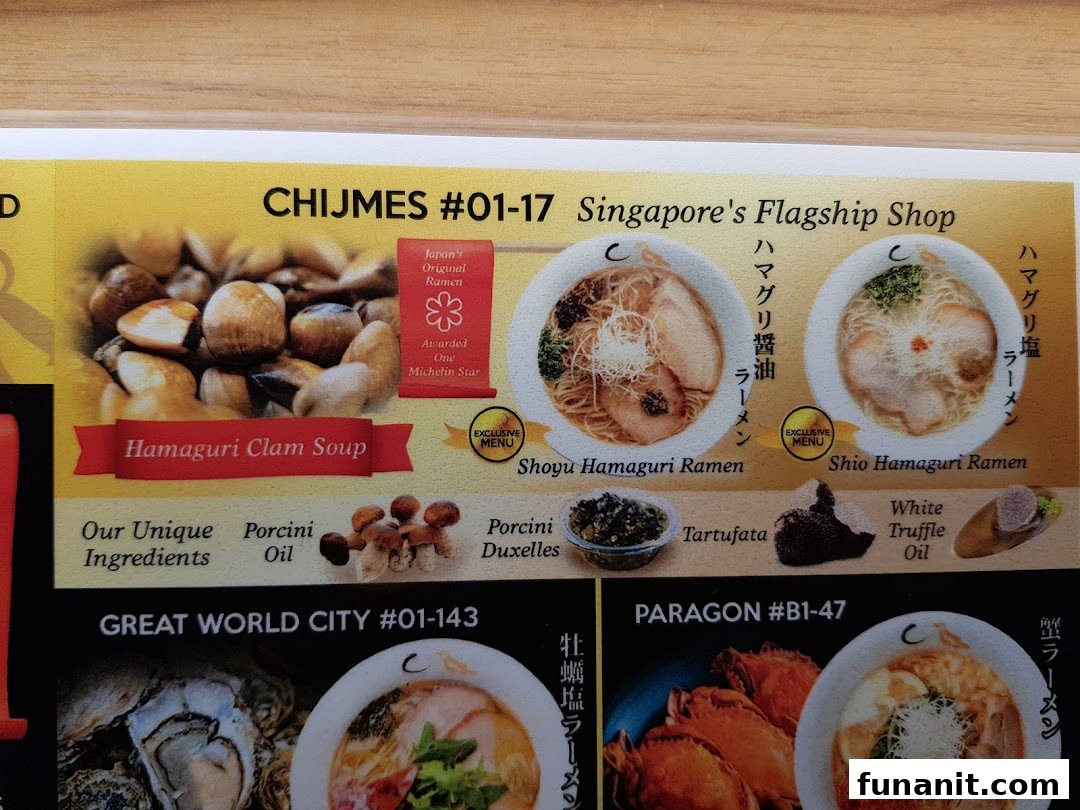 D
CHIJMES #01-17 Singapore's Flagship Shop
Japan's
Original
Ramen
Awarded
One
Michelin Star
Hamaguri Clam Soup
ハマグリ醤油
ラーメン
EXCLUSIVE
MENU
Shoyu Hamaguri Ramen
ハマグリ塩
ラーメン
EXCLUSIVE
MENU
Shio Hamaguri Ramen
Our Unique
Ingredients
Porcini
Oil
Porcini
Duxelles
Tartufata
White
Truffle
Oil
GREAT WORLD CITY #01-143
牡蠣塩ラーメン
PARAGON #B1-47
蟹ラーメン
funanit.com